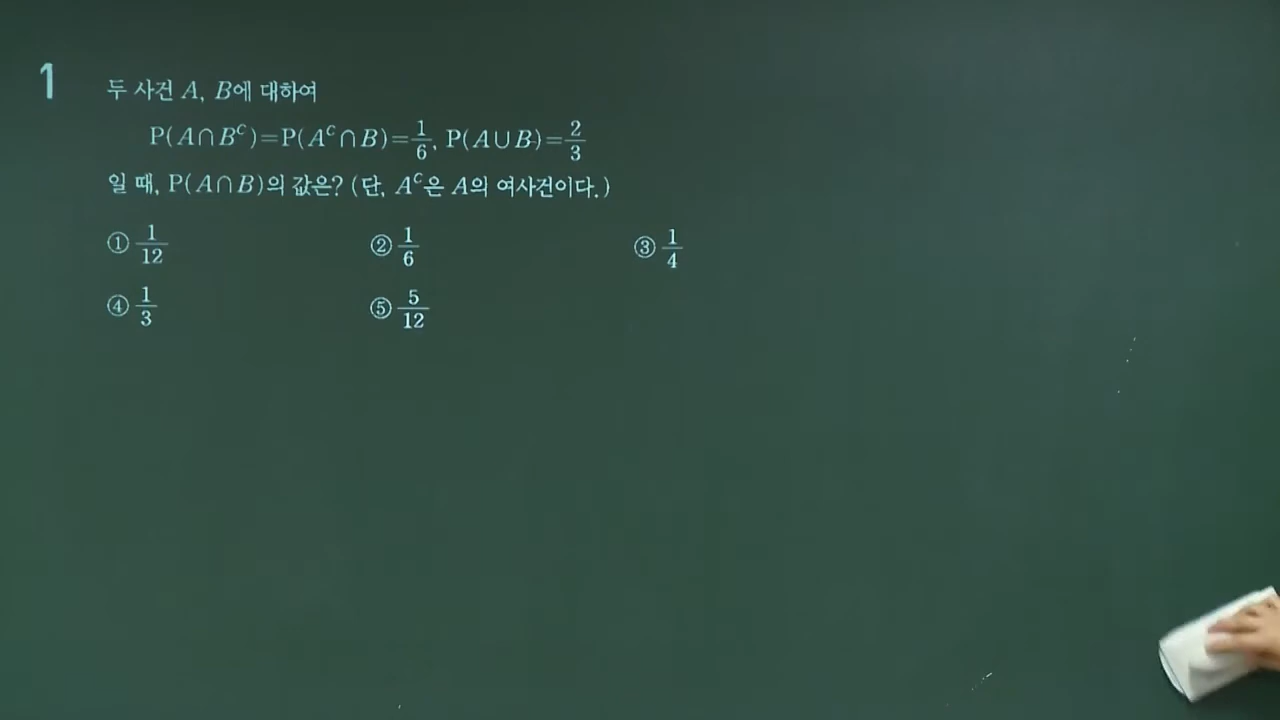 1
두 사건 A, B에 대하여
P(A∩B^C)=P(A^C∩B)=1/6, P(A∪B)=2/3
일 때, P(A∩B)의 값은? (단, A^C은 A의 여사건이다.)
① 1/12 ② 1/6 ③ 1/4
④ 1/3 ⑤ 5/12